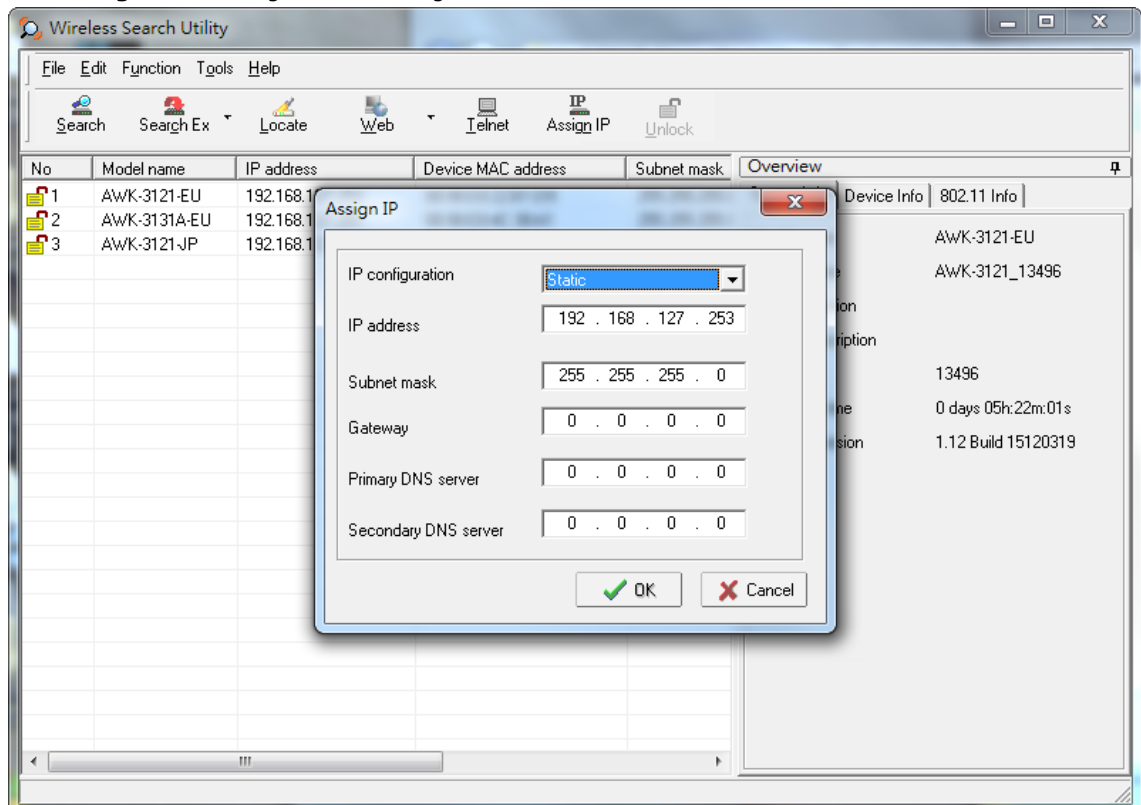 Wireless Search Utility
File Edit Function Tools Help
Search Search Ex Locate Web Telnet Assign IP Unlock
No Model name IP address Device MAC address Subnet mask Overview
Device Info 802.11 Info
1 AWK-3121-EU 192.168.1
2 AWK-3131A-EU 192.168.1
3 AWK-3121-JP 192.168.1
AWK-3121-EU
AWK-3121_13496
ion
ription
13496
me 0 days 05h:22m:01s
sion 1.12 Build 15120319
Assign IP
IP configuration Static
IP address 192 . 168 . 127 . 253
Subnet mask 255 . 255 . 255 . 0
Gateway 0 . 0 . 0 . 0
Primary DNS server 0 . 0 . 0 . 0
Secondary DNS server 0 . 0 . 0 . 0
OK Cancel